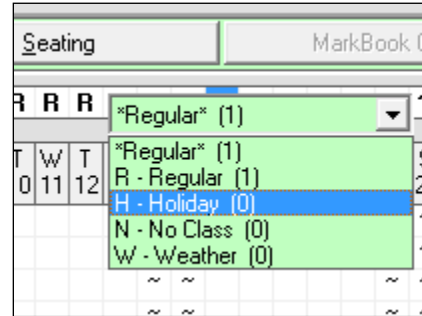 Seating
MarkBook
R R R
*Regular* (1)
*Regular* (1)
R - Regular (1)
H - Holiday (0)
N - No Class (0)
W - Weather (0)
T W T
0 11 12
~ ~ ~
~ ~ ~